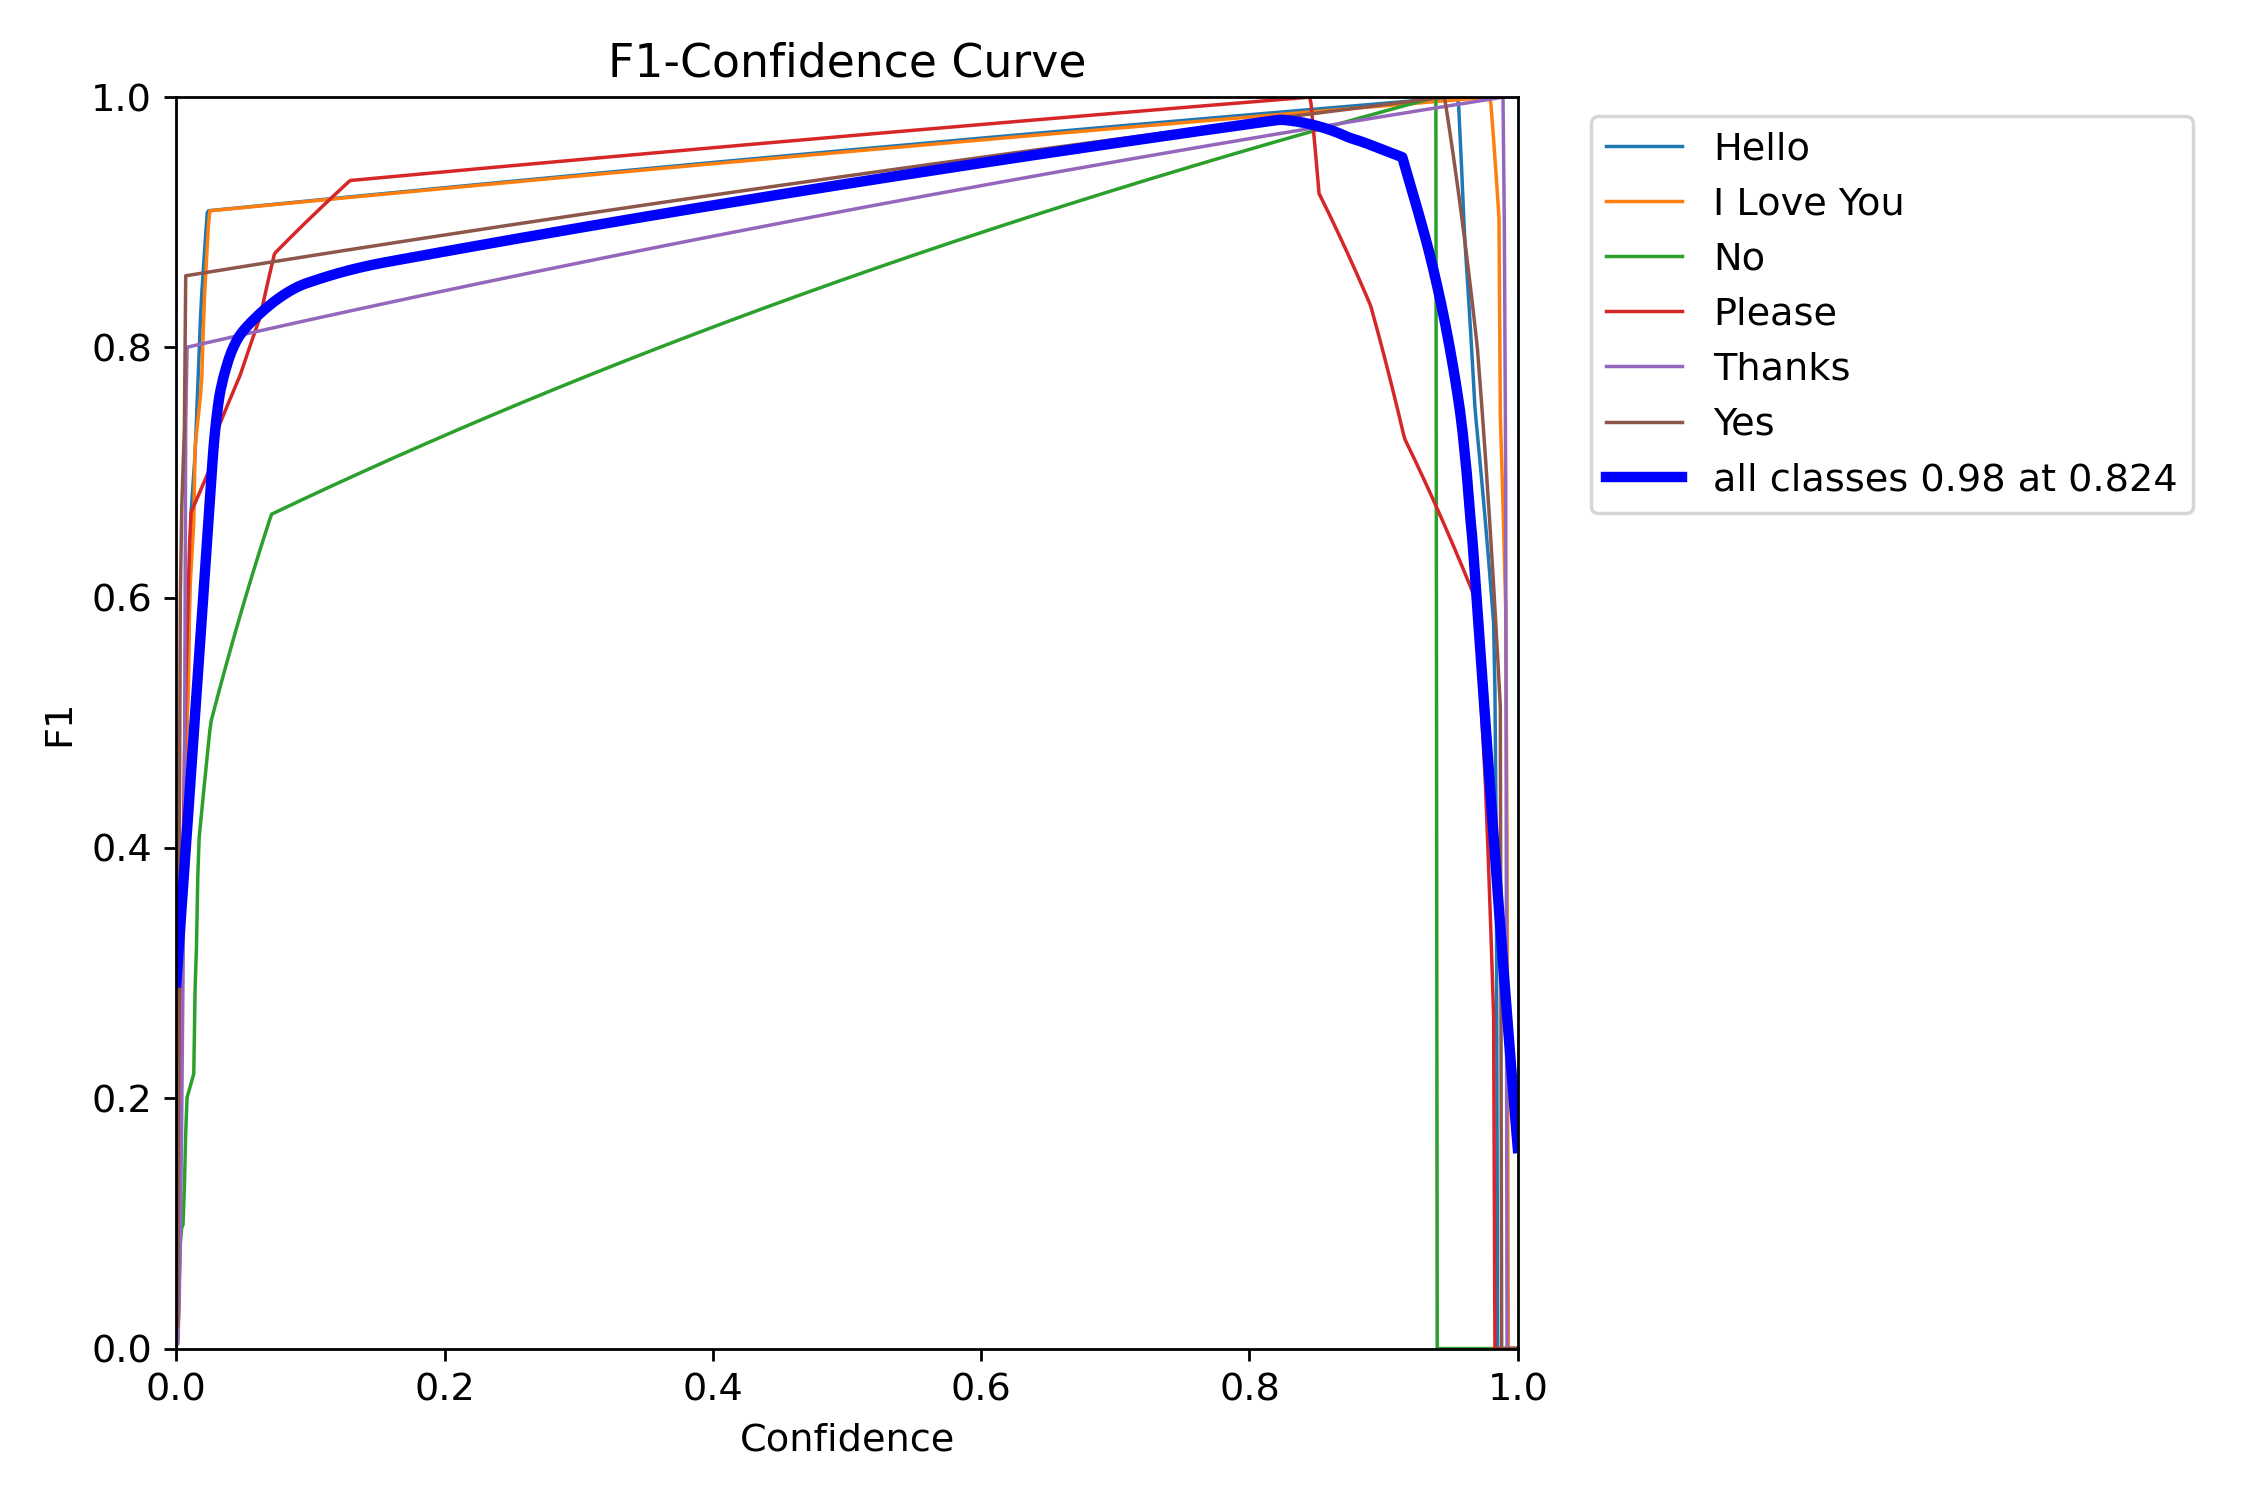 F1-Confidence Curve
1.0
0.8
0.6
0.4
0.2
0.0
F1
0.0 0.2 0.4 0.6 0.8 1.0
Confidence
Hello
I Love You
No
Please
Thanks
Yes
all classes 0.98 at 0.824